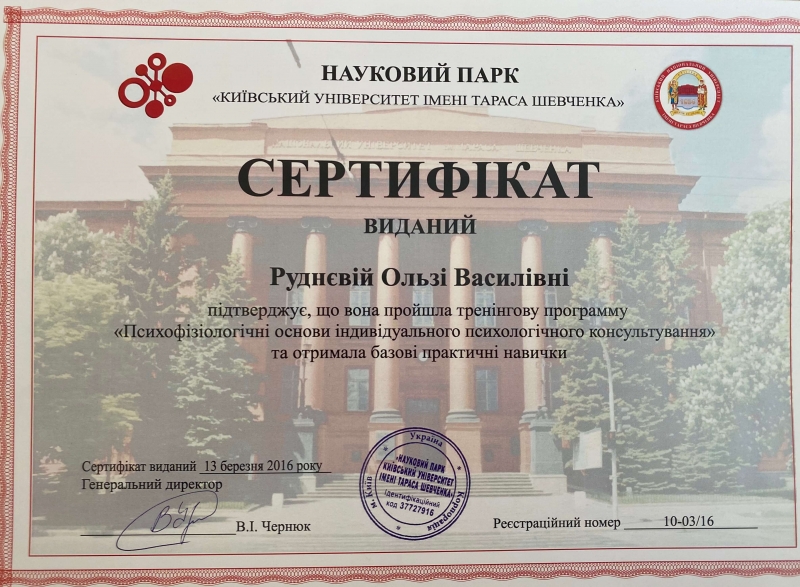 НАУКОВИЙ ПАРК
«КИЇВСЬКИЙ УНІВЕРСИТЕТ ІМЕНІ ТАРАСА ШЕВЧЕНКА»
СЕРТИФІКАТ
ВИДАНИЙ
Руднєвій Ользі Василівні
підтверджує, що вона пройшла тренінгову программу
«Психофізіологічні основи індивідуального психологічного консультування»
та отримала базові практичні навички
Сертифікат виданий 13 березня 2016 року
Генеральний директор
В.І. Чернюк
Україна
«НАУКОВИЙ ПАРК
КИЇВСЬКИЙ УНІВЕРСИТЕТ
ІМЕНІ ТАРАСА ШЕВЧЕНКА»
Ідентифікаційний
код 37727916
м. Київ
Корпорація
Реєстраційний номер 10-03/16